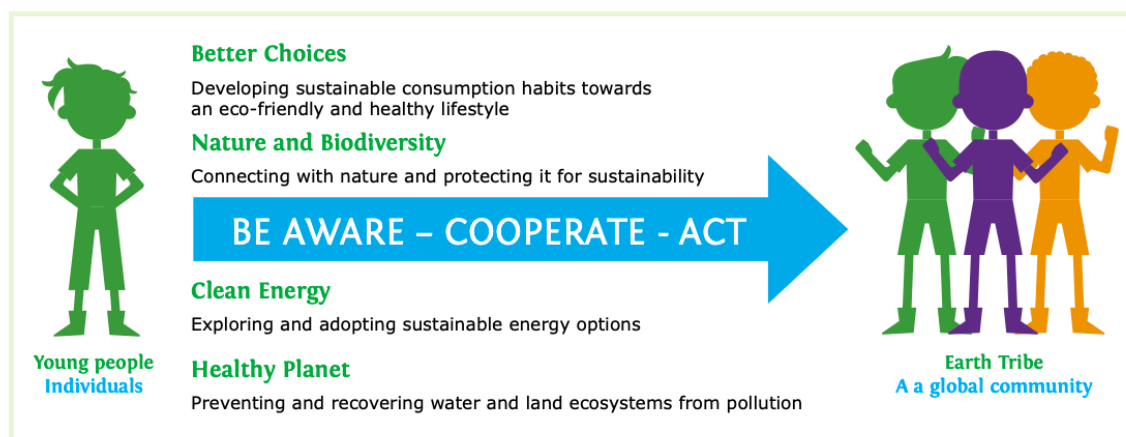 Better Choices
Developing sustainable consumption habits towards
an eco-friendly and healthy lifestyle
Nature and Biodiversity
Connecting with nature and protecting it for sustainability
BE AWARE – COOPERATE - ACT
Clean Energy
Exploring and adopting sustainable energy options
Healthy Planet
Preventing and recovering water and land ecosystems from pollution
Young people
Individuals
Earth Tribe
A a global community